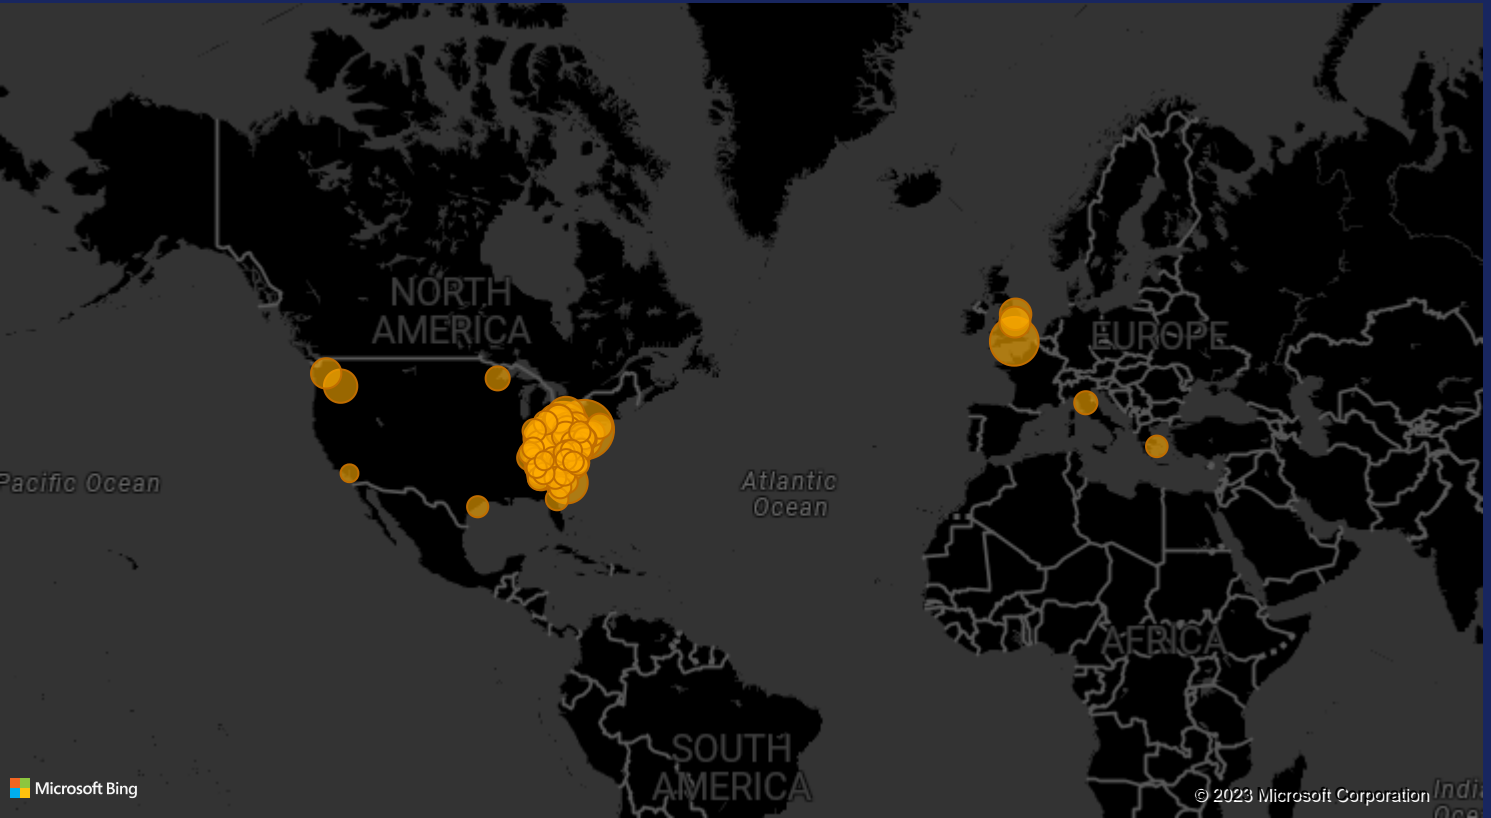 NORTH
AMERICA
EUROPE
Pacific Ocean
Atlantic
Ocean
AFRICA
SOUTH
AMERICA
Microsoft Bing
© 2023 Microsoft Corporation